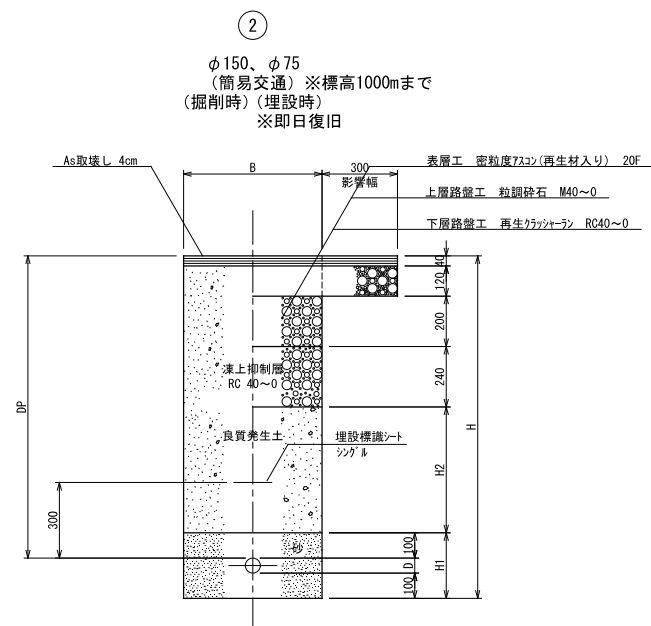 ②
φ150、φ75
(簡易交通) ※標高1000mまで
(掘削時) (埋設時)
※即日復旧
As取壊し 4cm
B
300
影響幅
表層工 密粒度アスコン(再生材入り) 20F
上層路盤工 粒調砕石 M40～0
下層路盤工 再生クラッシャーラン RC40～0
40
120
200
240
凍上抑制層
RC 40～0
DP
H
良質発生土
埋設標識シート
シングル
H2
300
砂
100
D
100
H1